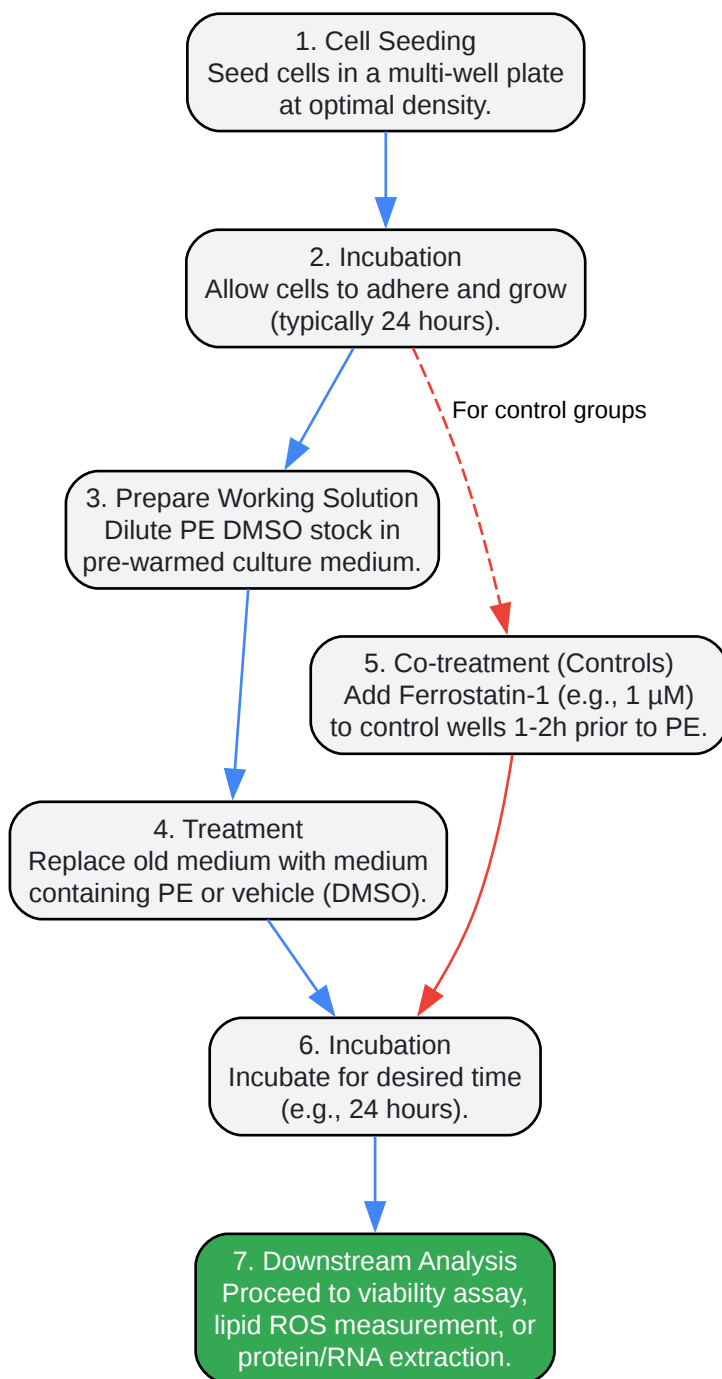 1. Cell Seeding
Seed cells in a multi-well plate
at optimal density.
2. Incubation
Allow cells to adhere and grow
(typically 24 hours).
For control groups
3. Prepare Working Solution
Dilute PE DMSO stock in
pre-warmed culture medium.
5. Co-treatment (Controls)
Add Ferrostatin-1 (e.g., 1 µM)
to control wells 1-2h prior to PE.
4. Treatment
Replace old medium with medium
containing PE or vehicle (DMSO).
6. Incubation
Incubate for desired time
(e.g., 24 hours).
7. Downstream Analysis
Proceed to viability assay,
lipid ROS measurement, or
protein/RNA extraction.